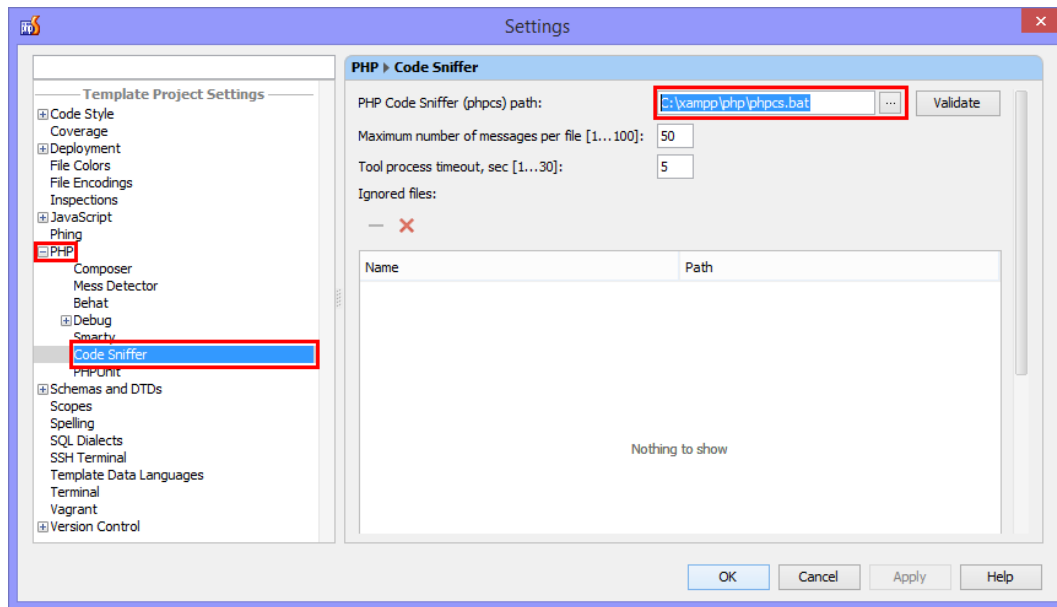 Settings
Template Project Settings
Code Style
Coverage
Deployment
File Colors
File Encodings
Inspections
JavaScript
Phing
PHP
Composer
Mess Detector
Behat
Debug
Smarty
Code Sniffer
PHPUnit
Schemas and DTDs
Scopes
Spelling
SQL Dialects
SSH Terminal
Template Data Languages
Terminal
Vagrant
Version Control
PHP Code Sniffer
PHP Code Sniffer (phpcs) path: C:\xampp\php\phpcs.bat ... Validate
Maximum number of messages per file [1...100]: 50
Tool process timeout, sec [1...30]: 5
Ignored files:
Name Path
Nothing to show
OK Cancel Apply Help